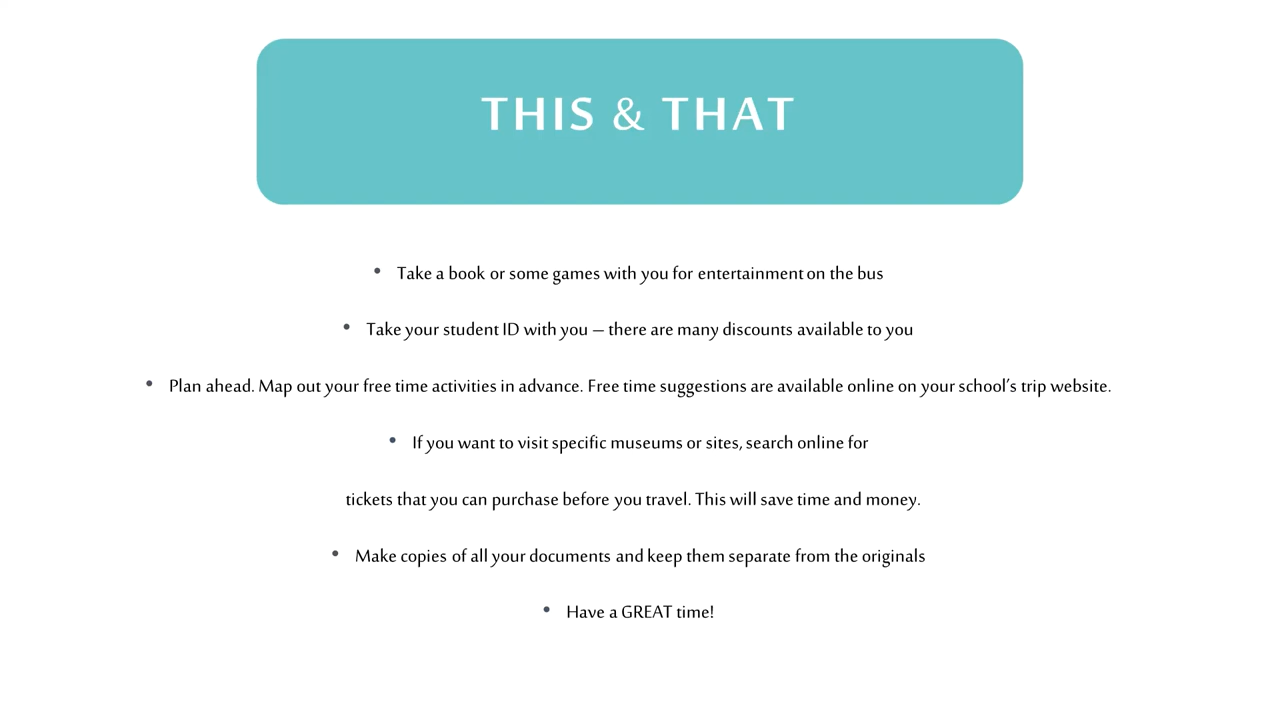 THIS & THAT
• Take a book or some games with you for entertainment on the bus
• Take your student ID with you – there are many discounts available to you
• Plan ahead. Map out your free time activities in advance. Free time suggestions are available online on your school’s trip website.
• If you want to visit specific museums or sites, search online for
tickets that you can purchase before you travel. This will save time and money.
• Make copies of all your documents and keep them separate from the originals
• Have a GREAT time!